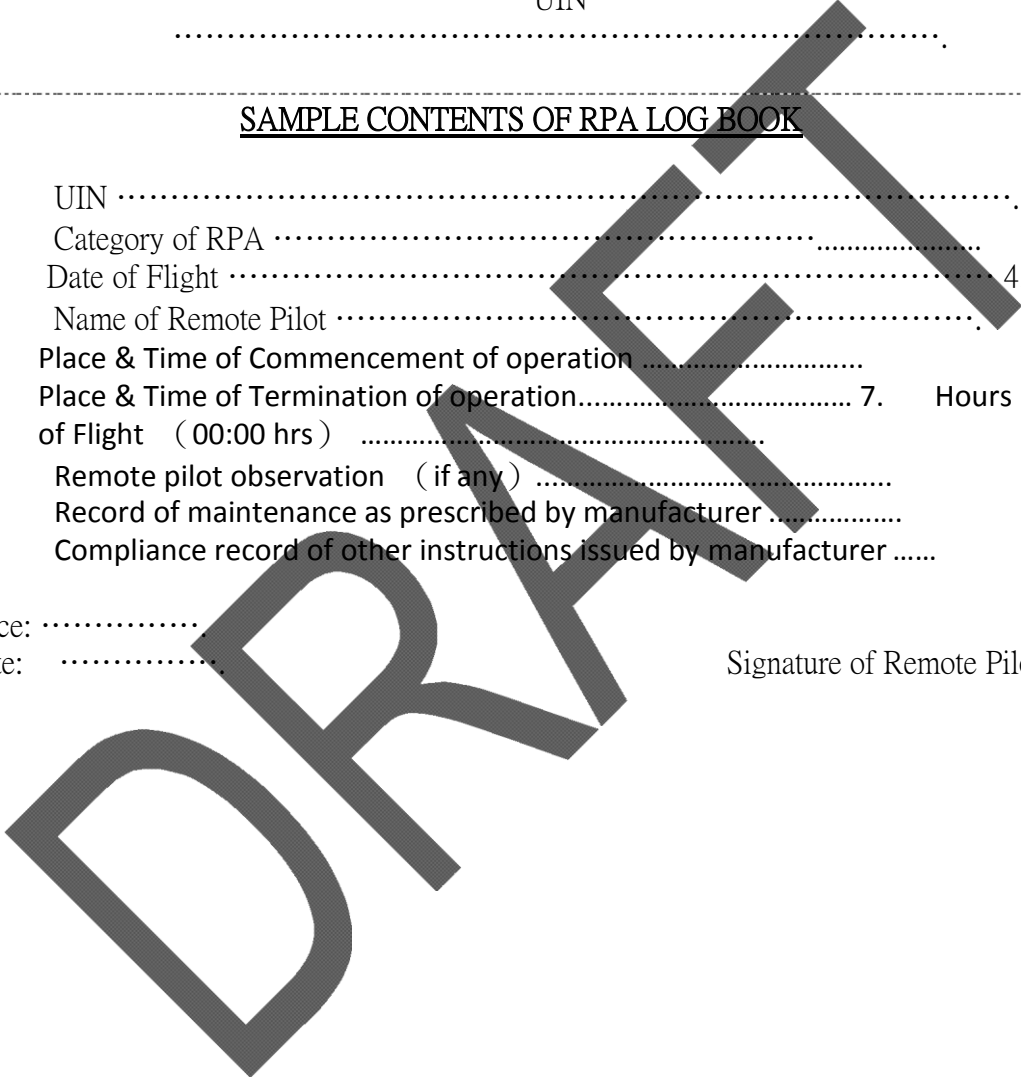 UIN
…………………………………………………………….
SAMPLE CONTENTS OF RPA LOG BOOK
UIN ……………………………………………………………………….
Category of RPA …………………………………………......................
Date of Flight …………………………………………………………… 4
Name of Remote Pilot ………………………………………………….
Place & Time of Commencement of operation ………………………...
Place & Time of Termination of operation................................... 7. Hours
of Flight （00:00 hrs） ………………………………………………….
Remote pilot observation （if any）..............................................
Record of maintenance as prescribed by manufacturer .................
Compliance record of other instructions issued by manufacturer ……
ce: …………….
te: …………….
Signature of Remote Pil
DRAFT